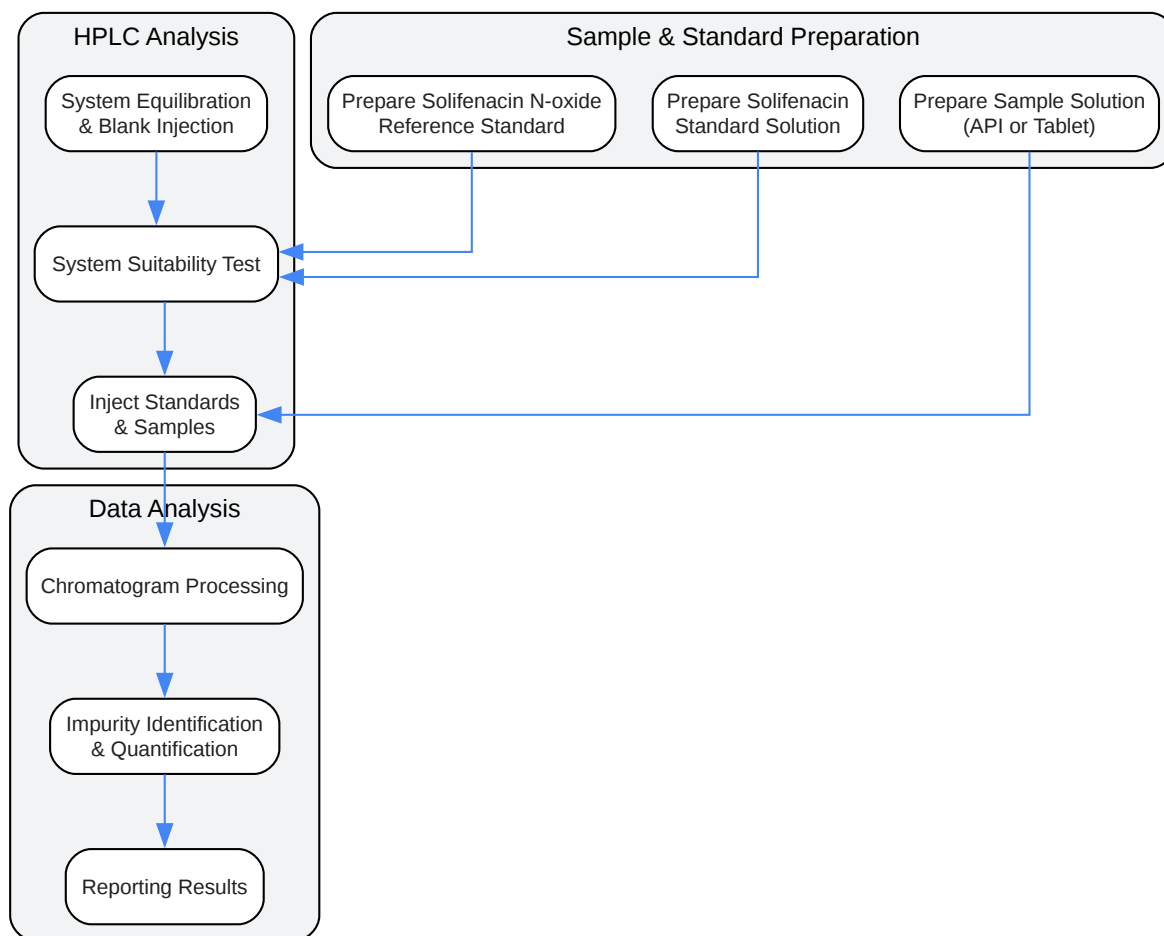 HPLC Analysis
System Equilibration
& Blank Injection
System Suitability Test
Inject Standards
& Samples
Sample & Standard Preparation
Prepare Solifenacin N-oxide
Reference Standard
Prepare Solifenacin
Standard Solution
Prepare Sample Solution
(API or Tablet)
Data Analysis
Chromatogram Processing
Impurity Identification
& Quantification
Reporting Results